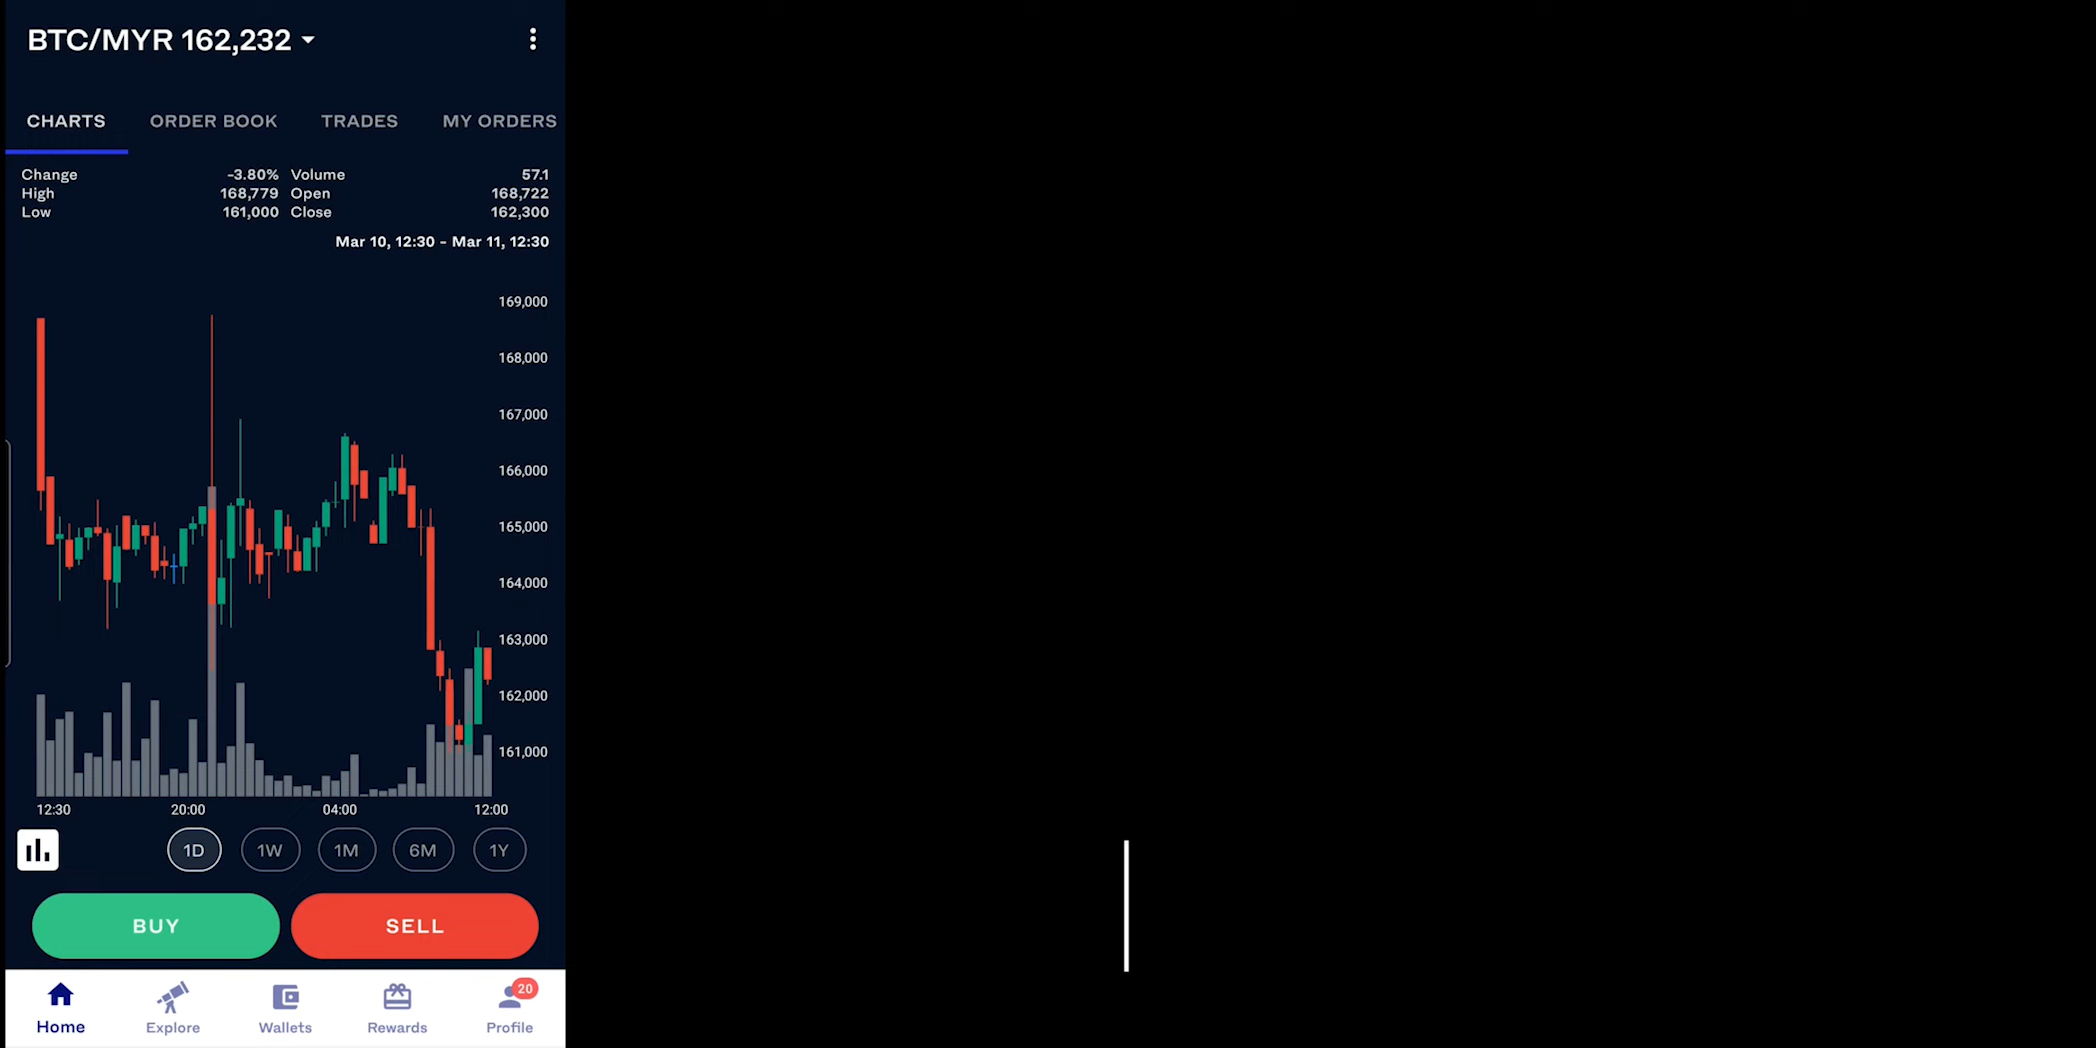 BTC/MYR 162,232
CHARTS ORDER BOOK TRADES MY ORDERS
Change -3.80% Volume 57.1
High 168,779 Open 168,722
Low 161,000 Close 162,300
Mar 10, 12:30 - Mar 11, 12:30
169,000
168,000
167,000
166,000
165,000
164,000
163,000
162,000
161,000
12:30 20:00 04:00 12:00
1D 1W 1M 6M 1Y
BUY SELL
20
Home Explore Wallets Rewards Profile